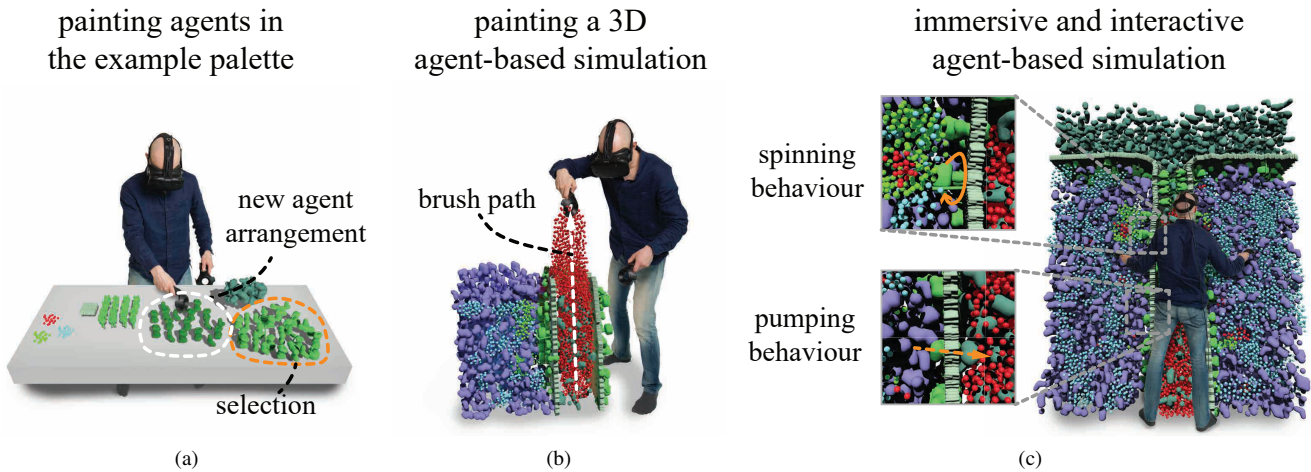 painting agents in
the example palette
new agent
arrangement
selection
(a)
painting a 3D
agent-based simulation
brush path
(b)
immersive and interactive
agent-based simulation
spinning
behaviour
pumping
behaviour
(c)